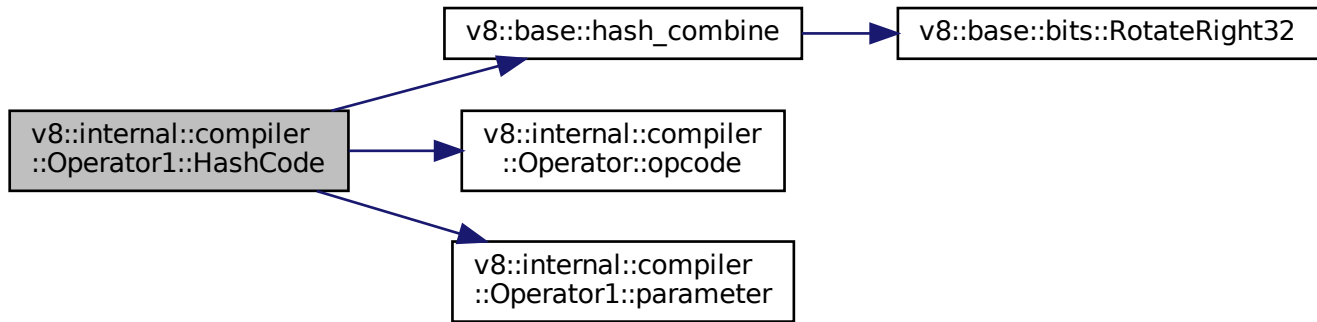 v8::base::hash_combine
v8::base::bits::RotateRight32
v8::internal::compiler
::Operator1::HashCode
v8::internal::compiler
::Operator::opcode
v8::internal::compiler
::Operator1::parameter